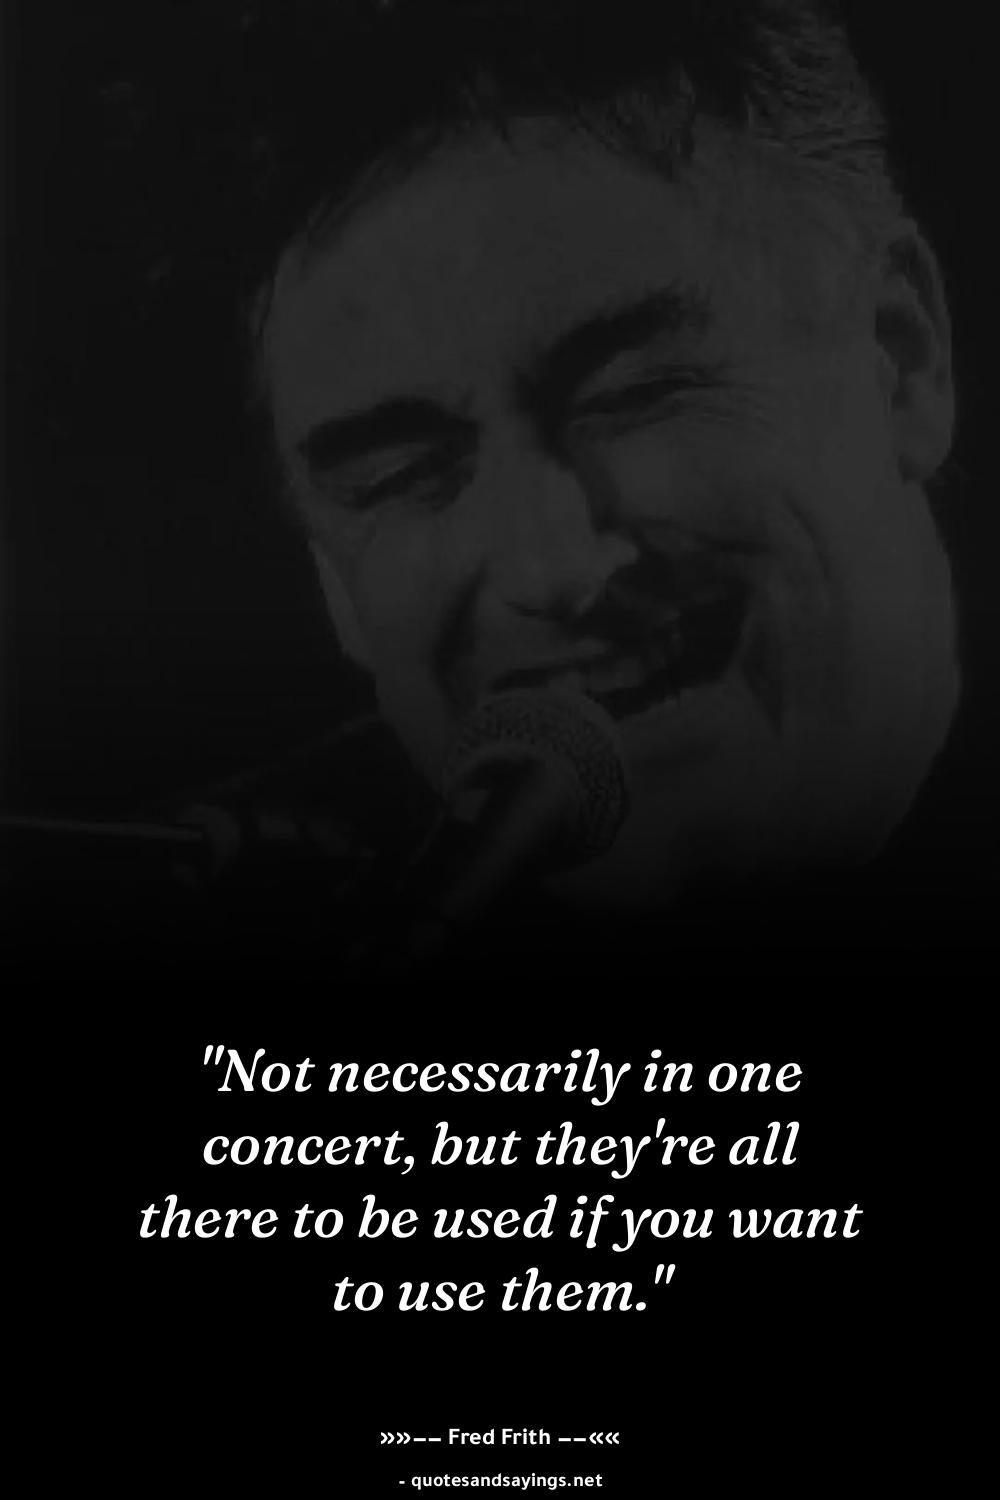 "Not necessarily in one
concert, but they're all
there to be used if you want
to use them."
»»–– Fred Frith ––««
- quotesandsayings.net